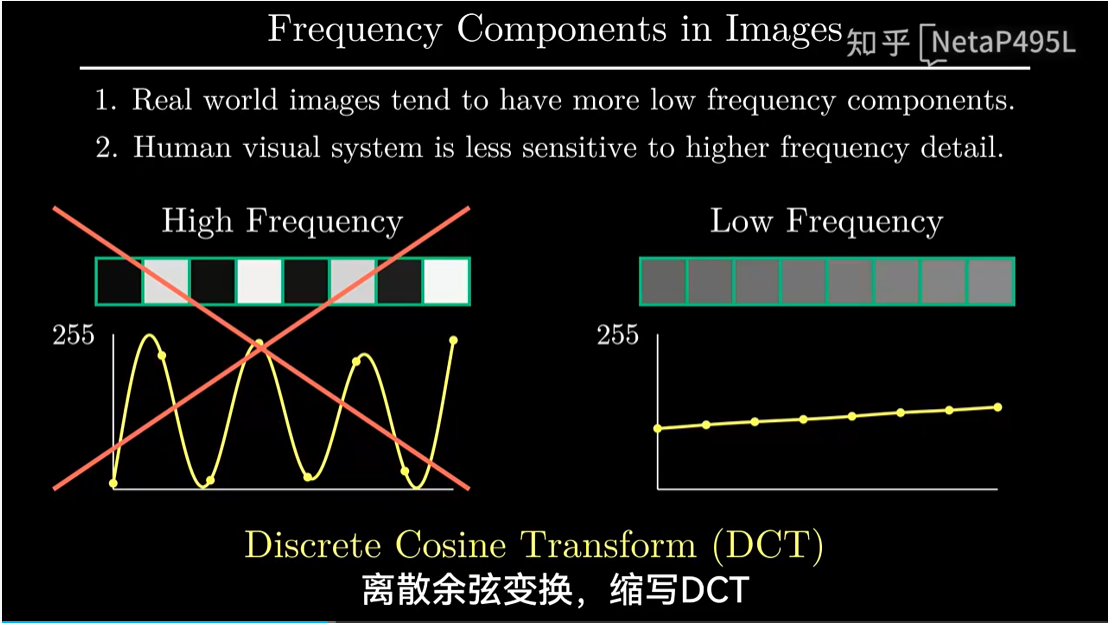 Frequency Components in Images
知乎 NetaP495L
1. Real world images tend to have more low frequency components.
2. Human visual system is less sensitive to higher frequency detail.
High Frequency
Low Frequency
255
255
Discrete Cosine Transform (DCT)
离散余弦变换，缩写DCT